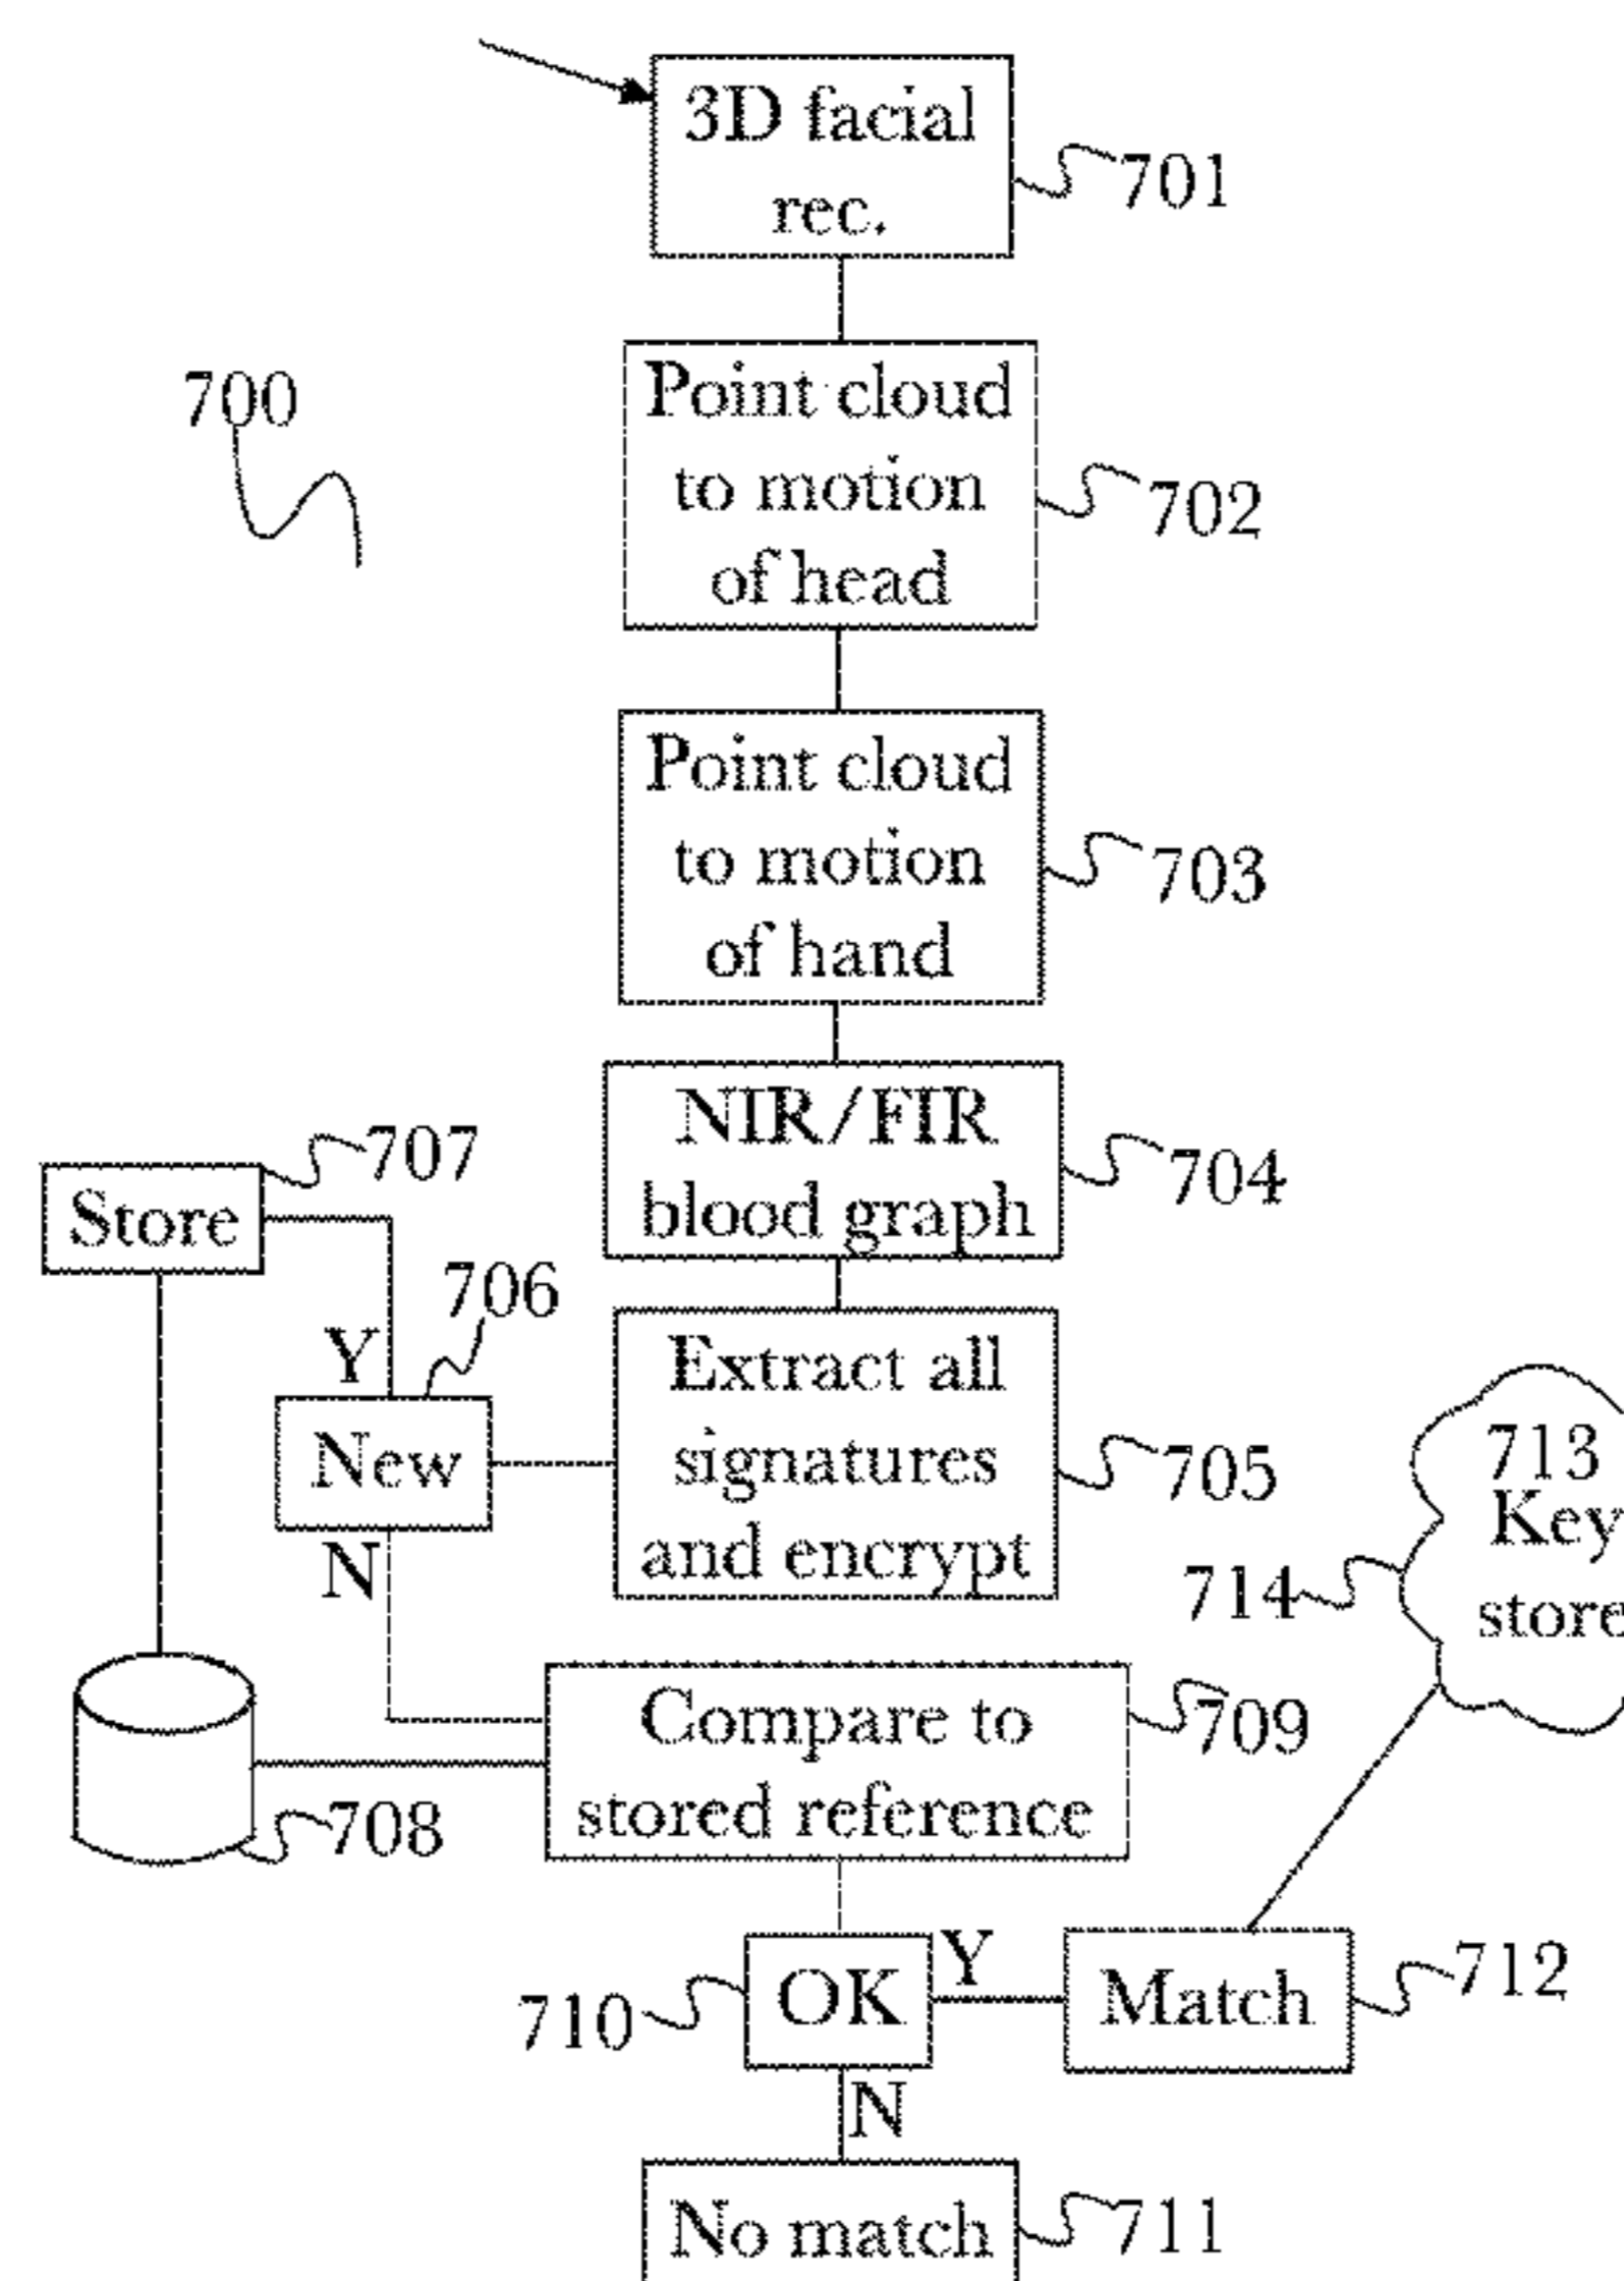 3D facial
rec.
701
700
Point cloud
to motion
of head
702
Point cloud
to motion
of hand
703
NIR/FIR
blood graph
704
707
Store
706
Y
New
N
Extract all
signatures
and encrypt
705
713
Key
store
714
Compare to
stored reference
709
708
710
OK
Y
Match
712
N
No match
711